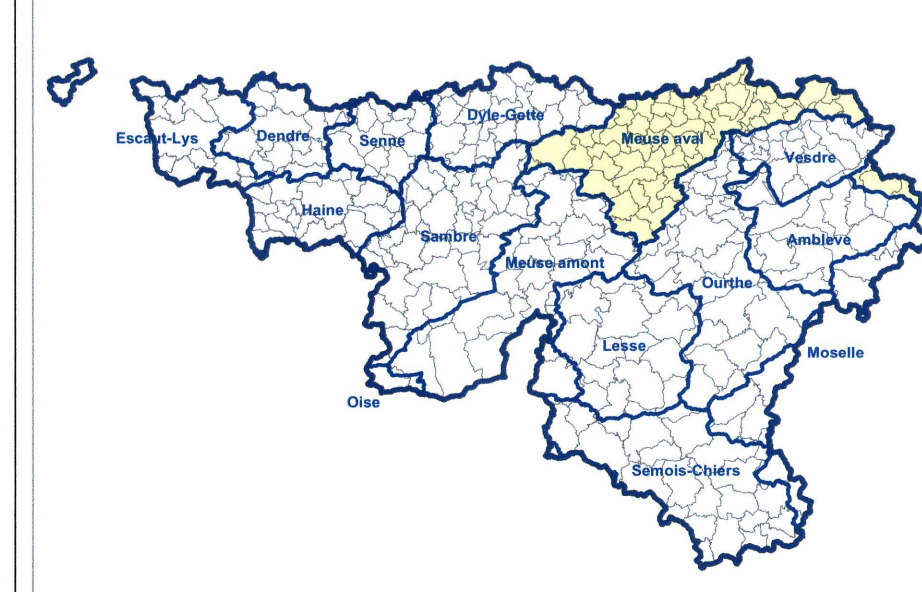 Dyle-Gette
Escaut-Lys
Dendre
Senne
Meuse aval
Vesdre
Haine
Sambre
Amblève
Meuse amont
Ourthe
Lesse
Moselle
Oise
Semois-Chiers